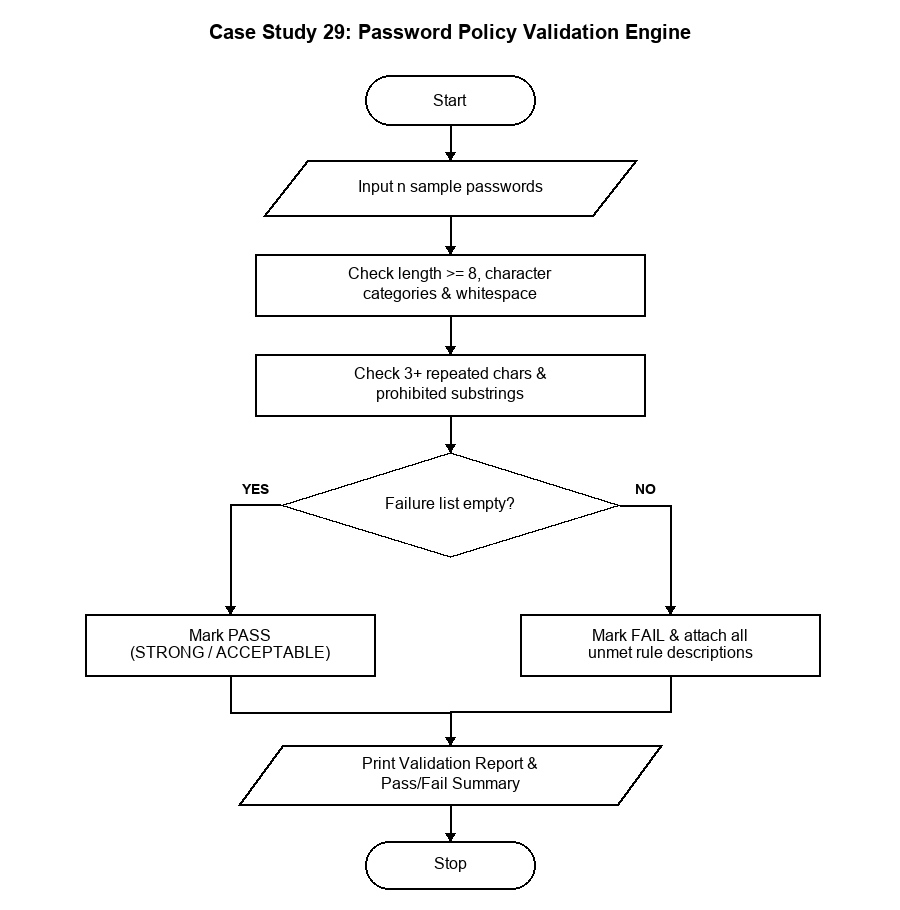 Case Study 29: Password Policy Validation Engine
Start
Input n sample passwords
Check length >= 8, character
categories & whitespace
Check 3+ repeated chars &
prohibited substrings
Failure list empty?
YES
NO
Mark PASS
(STRONG / ACCEPTABLE)
Mark FAIL & attach all
unmet rule descriptions
Print Validation Report &
Pass/Fail Summary
Stop